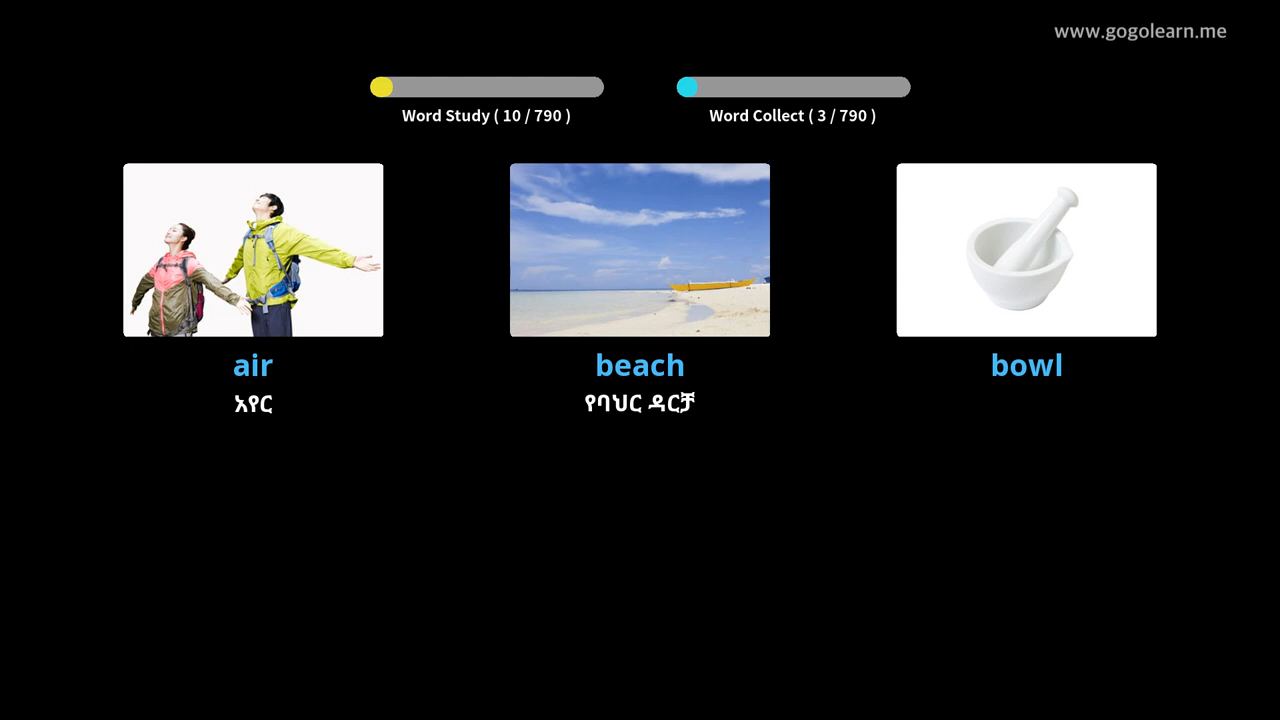 www.gogolearn.me
Word Study ( 10 / 790 )
Word Collect ( 3 / 790 )
air
beach
bowl
አየር
የባህር ዳርቻ